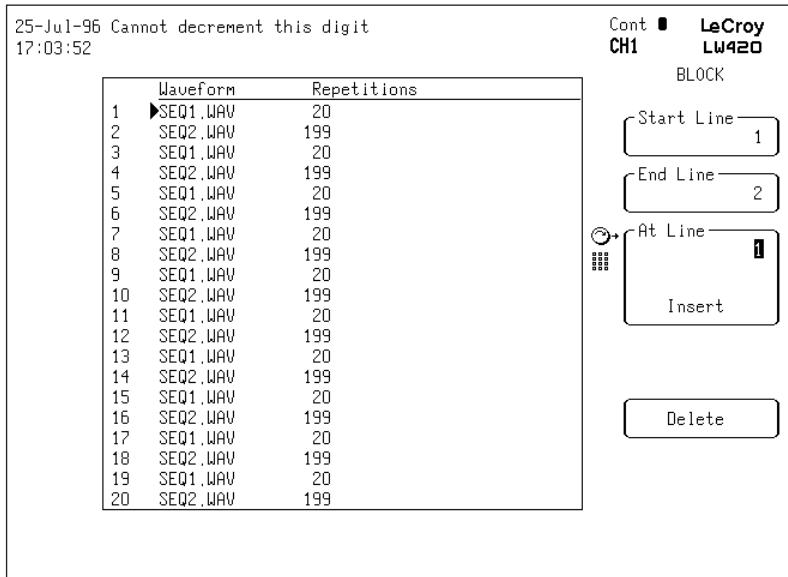 25-Jul-96 Cannot decrement this digit
17:03:52
Cont
CH1
LeCroy
LW420
BLOCK
Waveform Repetitions
1 SEQ1.WAV 20
2 SEQ2.WAV 199
3 SEQ1.WAV 20
4 SEQ2.WAV 199
5 SEQ1.WAV 20
6 SEQ2.WAV 199
7 SEQ1.WAV 20
8 SEQ2.WAV 199
9 SEQ1.WAV 20
10 SEQ2.WAV 199
11 SEQ1.WAV 20
12 SEQ2.WAV 199
13 SEQ1.WAV 20
14 SEQ2.WAV 199
15 SEQ1.WAV 20
16 SEQ2.WAV 199
17 SEQ1.WAV 20
18 SEQ2.WAV 199
19 SEQ1.WAV 20
20 SEQ2.WAV 199
Start Line
1
End Line
2
At Line
1
Insert
Delete